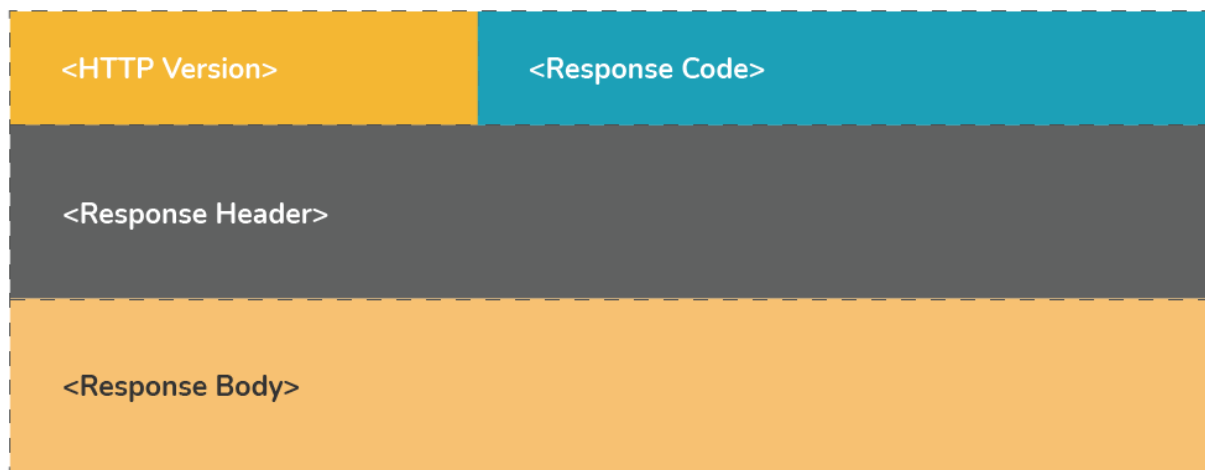 <HTTP Version> <Response Code>
<Response Header>
<Response Body>